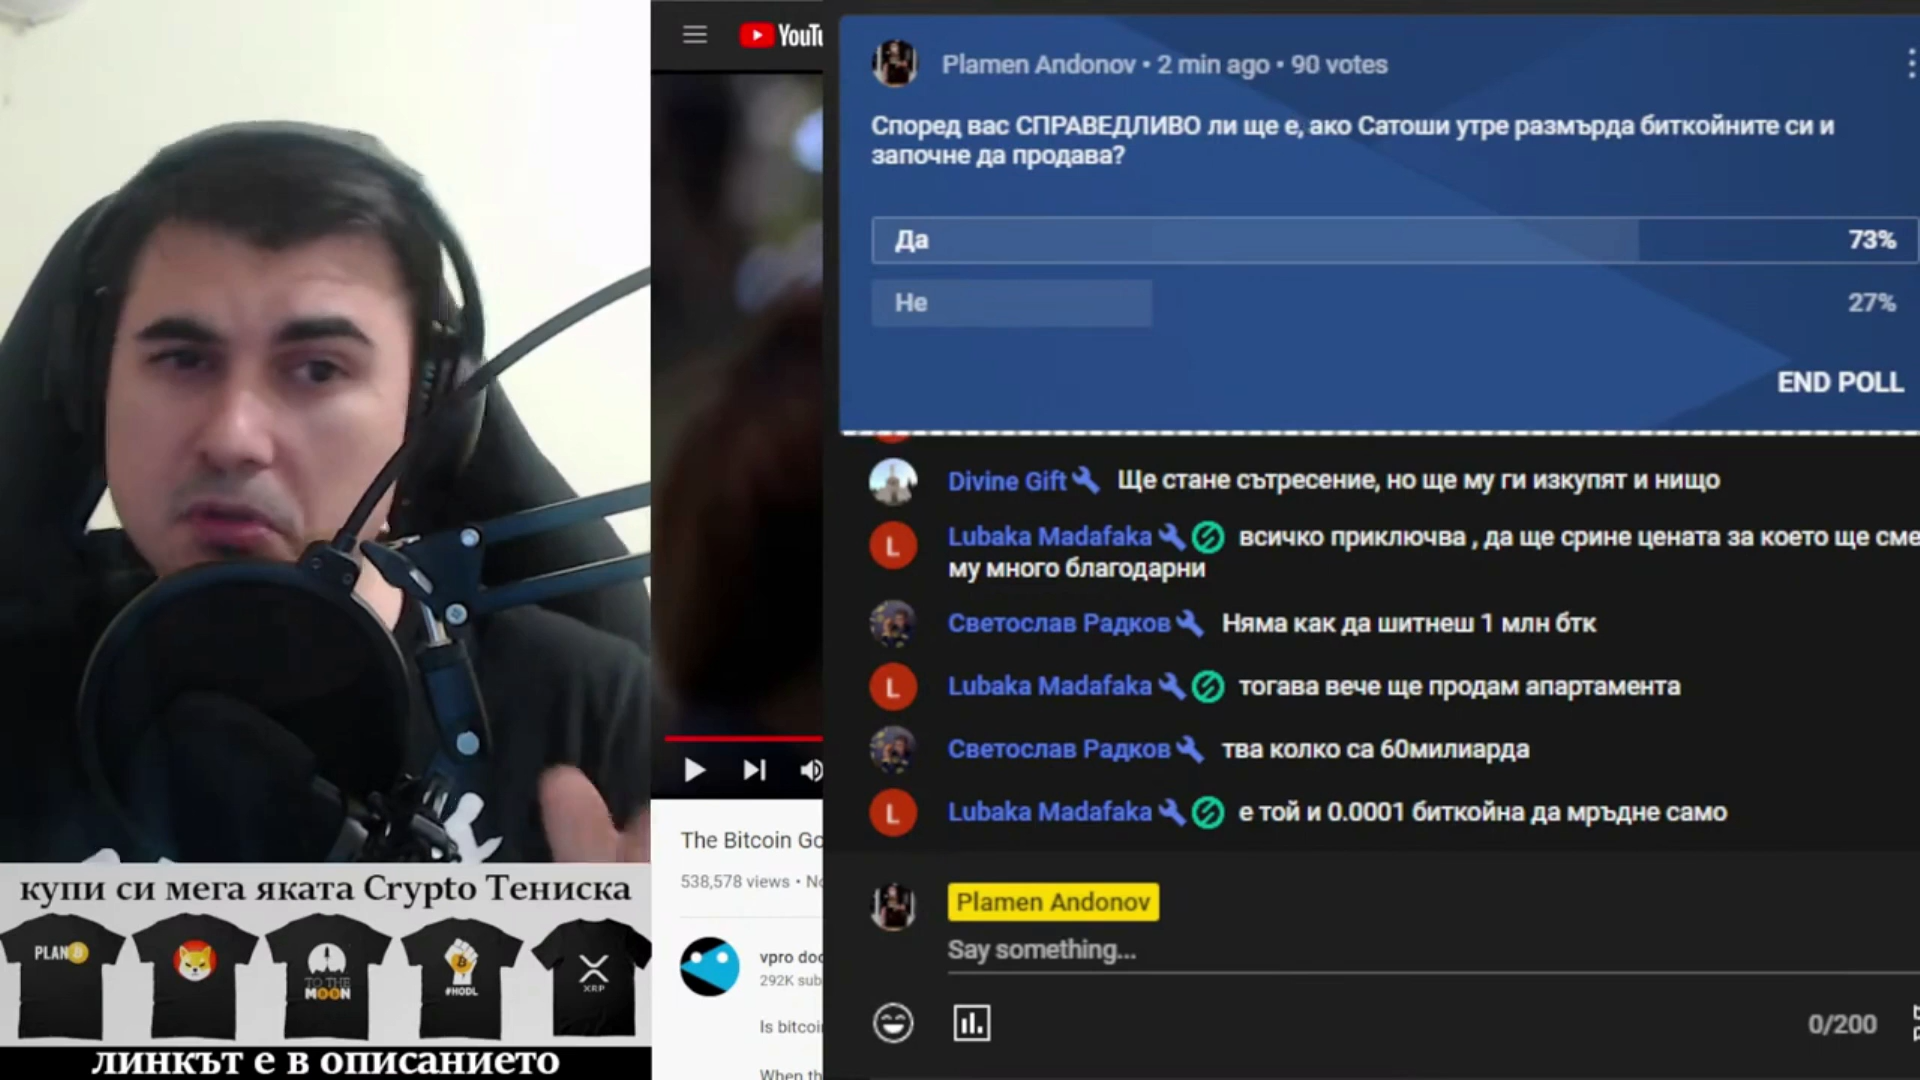 YouTu
Plamen Andonov • 2 min ago • 90 votes
Според вас СПРАВЕДЛИВО ли ще е, ако Сатоши утре размърда биткойните си и
започне да продава?
Да 73%
Не 27%
END POLL
Divine Gift Ще стане сътресение, но ще му ги изкупят и нищо
L Lubaka Madafaka всичко приключва , да ще срине цената за което ще сме
му много благодарни
Светослав Радков Няма как да шитнеш 1 млн бтк
L Lubaka Madafaka тогава вече ще продам апартамента
Светослав Радков тва колко са 60милиарда
L Lubaka Madafaka е той и 0.0001 биткойна да мръдне само
Plamen Andonov
Say something...
0/200
The Bitcoin Go
538,578 views • No
vpro doc
292K sub
Is bitcoi
When th
купи си мега яката Crypto Тениска
PLAN B
TO THE
MOON
#HODL
XRP
линкът е в описанието